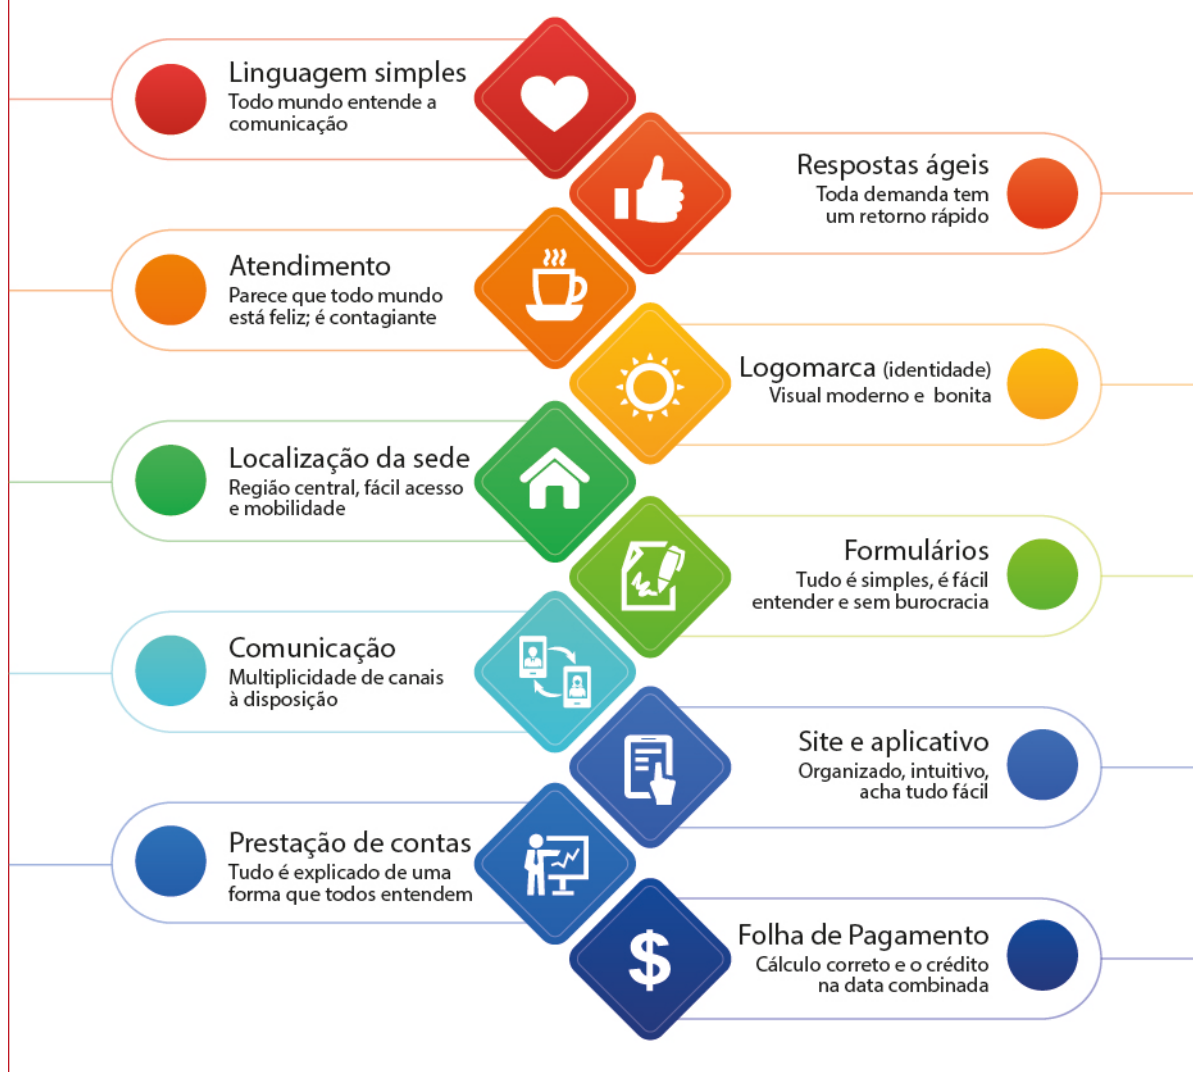 Linguagem simples
Todo mundo entende a
comunicação
Respostas ágeis
Toda demanda tem
um retorno rápido
Atendimento
Parece que todo mundo
está feliz; é contagiante
Logomarca (identidade)
Visual moderno e bonita
Localização da sede
Região central, fácil acesso
e mobilidade
Formulários
Tudo é simples, é fácil
entender e sem burocracia
Comunicação
Multiplicidade de canais
à disposição
Site e aplicativo
Organizado, intuitivo,
acha tudo fácil
Prestação de contas
Tudo é explicado de uma
forma que todos entendem
$
Folha de Pagamento
Cálculo correto e o crédito
na data combinada